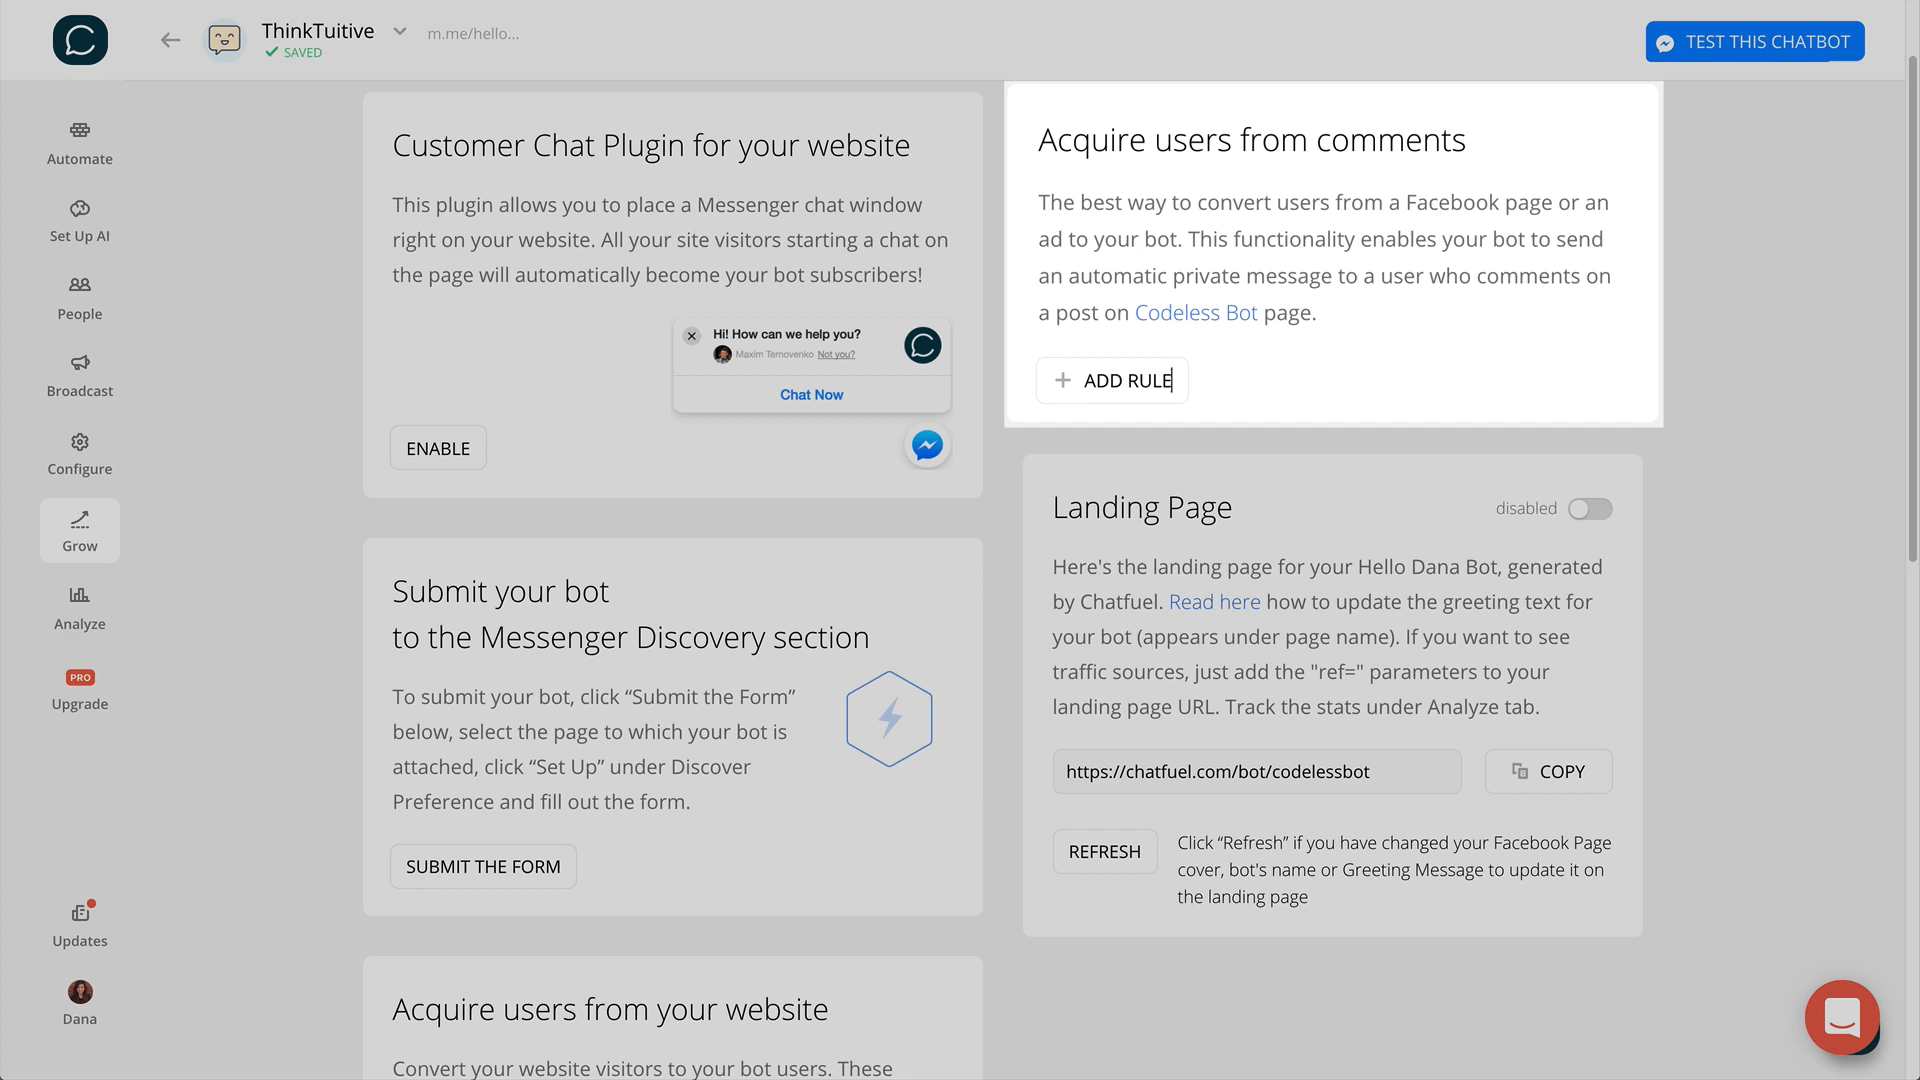 ThinkTuitive
SAVED
m.me/hello...
TEST THIS CHATBOT
Automate
Set Up AI
People
Broadcast
Configure
Grow
Analyze
PRO
Upgrade
Updates
Dana
Customer Chat Plugin for your website
This plugin allows you to place a Messenger chat window
right on your website. All your site visitors starting a chat on
the page will automatically become your bot subscribers!
Hi! How can we help you?
Maxim Ternovenko Not you?
Chat Now
ENABLE
Submit your bot
to the Messenger Discovery section
To submit your bot, click “Submit the Form”
below, select the page to which your bot is
attached, click “Set Up” under Discover
Preference and fill out the form.
SUBMIT THE FORM
Acquire users from your website
Convert your website visitors to your bot users. These
Acquire users from comments
The best way to convert users from a Facebook page or an
ad to your bot. This functionality enables your bot to send
an automatic private message to a user who comments on
a post on Codeless Bot page.
+ ADD RULE
Landing Page
disabled
Here's the landing page for your Hello Dana Bot, generated
by Chatfuel. Read here how to update the greeting text for
your bot (appears under page name). If you want to see
traffic sources, just add the "ref=" parameters to your
landing page URL. Track the stats under Analyze tab.
https://chatfuel.com/bot/codelessbot
COPY
REFRESH
Click “Refresh” if you have changed your Facebook Page
cover, bot's name or Greeting Message to update it on
the landing page